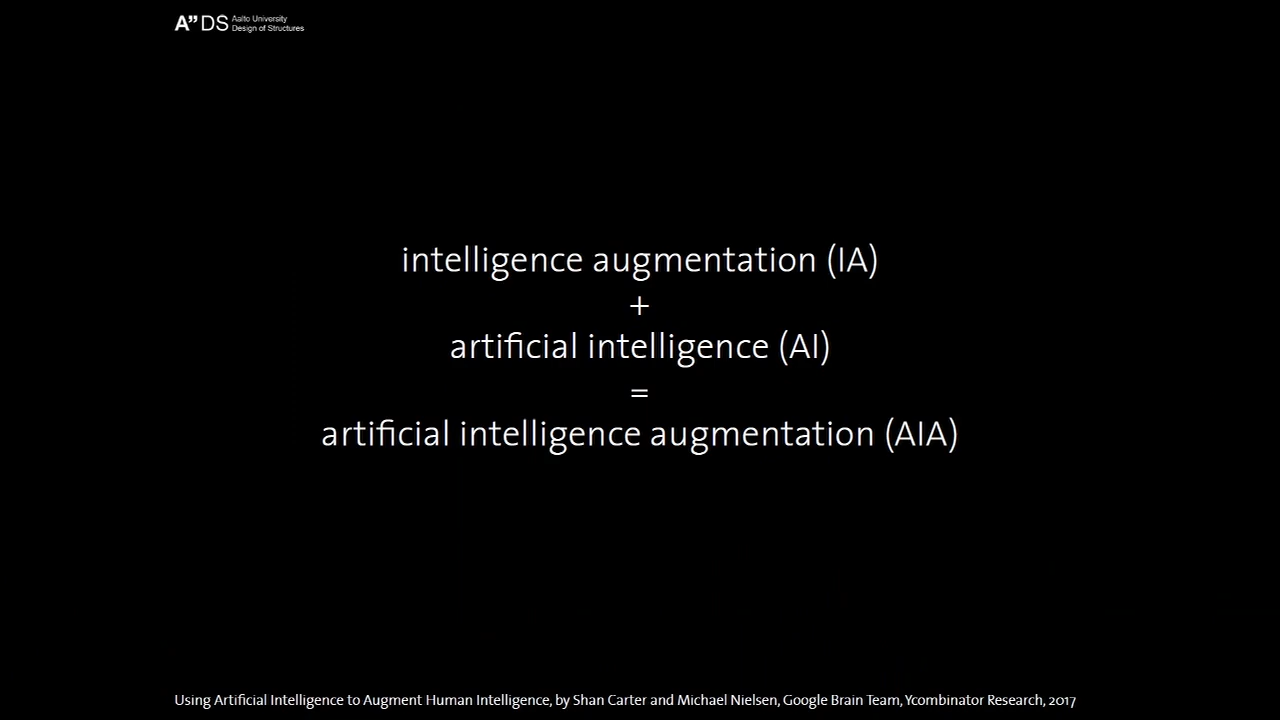 A” DS Aalto University
Design of Structures
intelligence augmentation (IA)
+
artificial intelligence (AI)
=
artificial intelligence augmentation (AIA)
Using Artificial Intelligence to Augment Human Intelligence, by Shan Carter and Michael Nielsen, Google Brain Team, Ycombinator Research, 2017